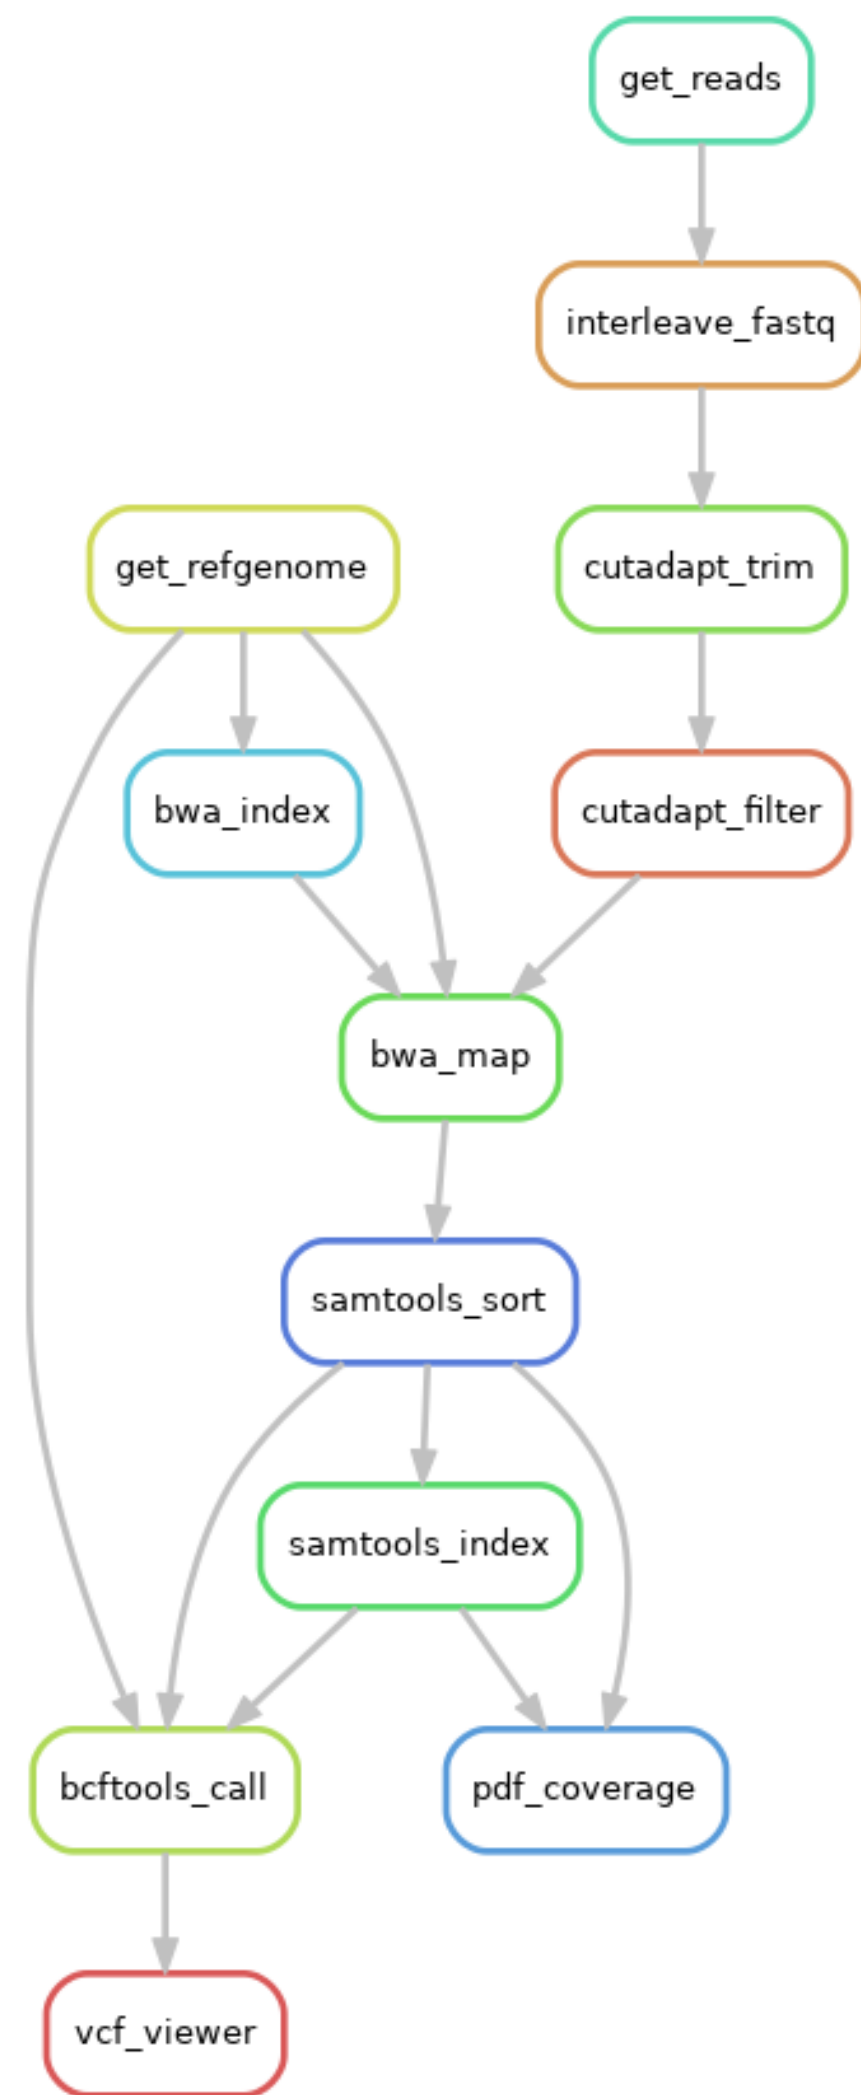 get_reads
interleave_fastq
get_refgenome
cutadapt_trim
bwa_index
cutadapt_filter
bwa_map
samtools_sort
samtools_index
bcftools_call
pdf_coverage
vcf_viewer